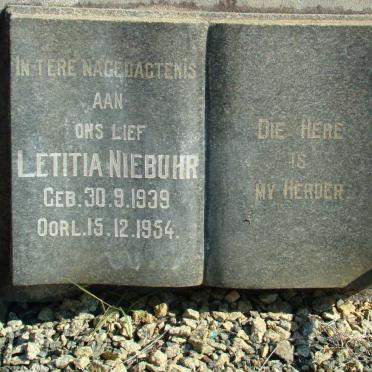 IN TERE NAGEDAGTENIS
AAN
ONS LIEF
LETITIA NIEBUHR
GEB. 30.9.1939
OORL. 15.12.1954.
DIE HERE
IS
MY HERDER.